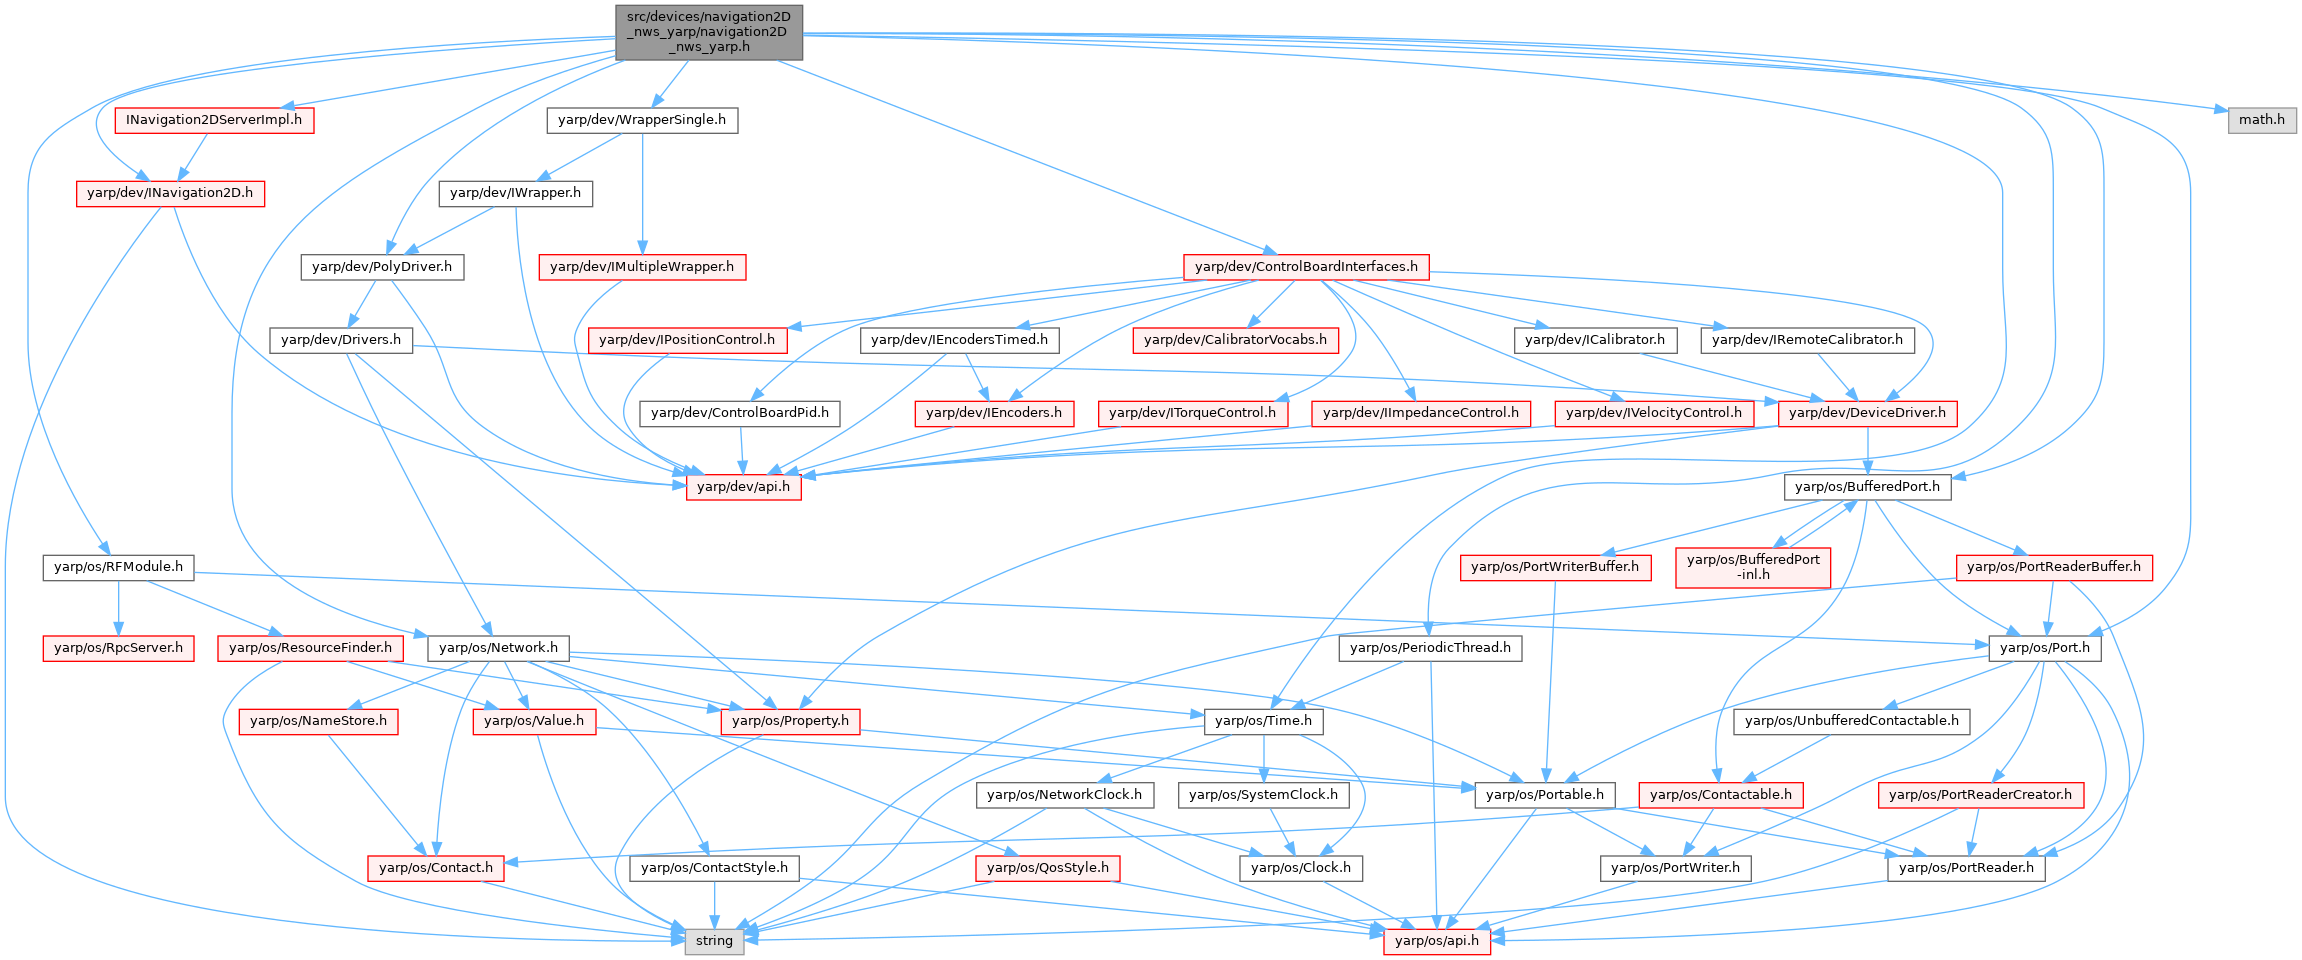 src/devices/navigation2D
_nws_yarp/navigation2D
_nws_yarp.h
INavigation2DServerImpl.h
yarp/dev/WrapperSingle.h
math.h
yarp/dev/INavigation2D.h
yarp/dev/IWrapper.h
yarp/dev/PolyDriver.h
yarp/dev/IMultipleWrapper.h
yarp/dev/ControlBoardInterfaces.h
yarp/dev/Drivers.h
yarp/dev/IPositionControl.h
yarp/dev/IEncodersTimed.h
yarp/dev/CalibratorVocabs.h
yarp/dev/ICalibrator.h
yarp/dev/IRemoteCalibrator.h
yarp/dev/ControlBoardPid.h
yarp/dev/IEncoders.h
yarp/dev/ITorqueControl.h
yarp/dev/IImpedanceControl.h
yarp/dev/IVelocityControl.h
yarp/dev/DeviceDriver.h
yarp/dev/api.h
yarp/os/BufferedPort.h
yarp/os/RFModule.h
yarp/os/PortWriterBuffer.h
yarp/os/BufferedPort
-inl.h
yarp/os/PortReaderBuffer.h
yarp/os/RpcServer.h
yarp/os/ResourceFinder.h
yarp/os/Network.h
yarp/os/PeriodicThread.h
yarp/os/Port.h
yarp/os/NameStore.h
yarp/os/Value.h
yarp/os/Property.h
yarp/os/Time.h
yarp/os/UnbufferedContactable.h
yarp/os/NetworkClock.h
yarp/os/SystemClock.h
yarp/os/Portable.h
yarp/os/Contactable.h
yarp/os/PortReaderCreator.h
yarp/os/Contact.h
yarp/os/ContactStyle.h
yarp/os/QosStyle.h
yarp/os/Clock.h
yarp/os/PortWriter.h
yarp/os/PortReader.h
string
yarp/os/api.h